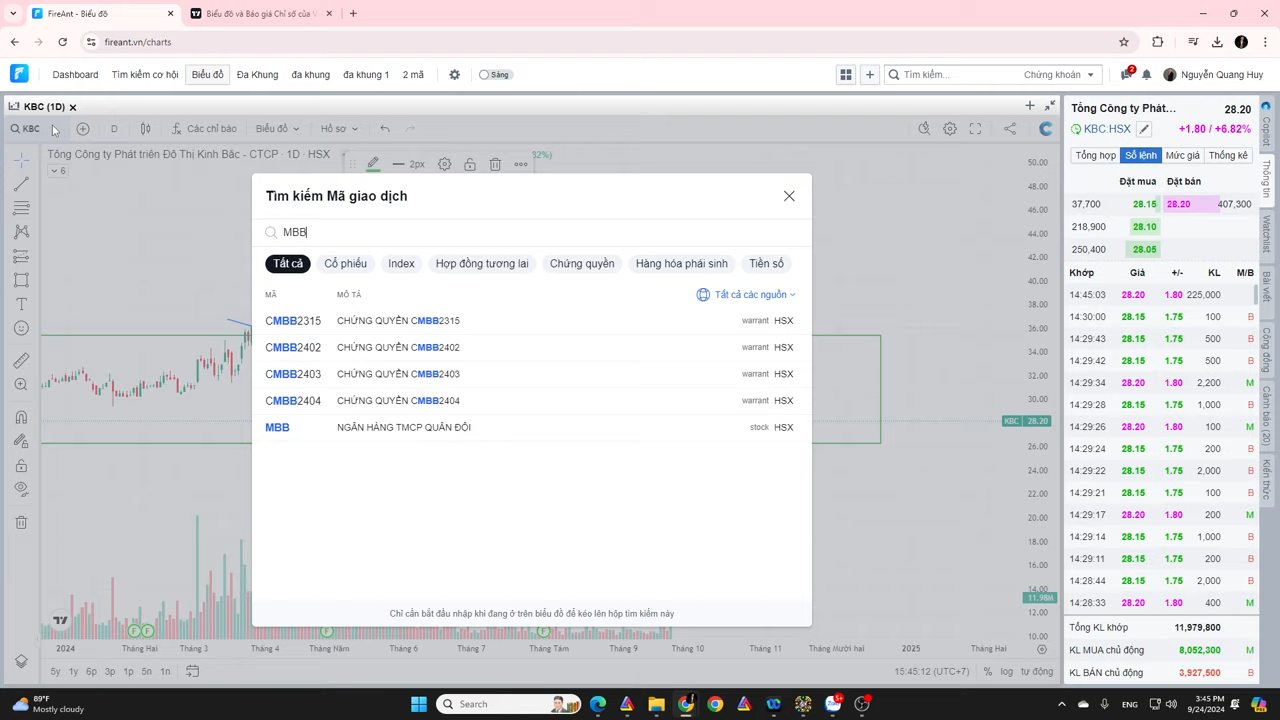 FireAnt - Biểu đồ
Biểu đồ và Báo giá Chỉ số của V
fireant.vn/charts
Dashboard Tìm kiếm cơ hội Biểu đồ Đa Khung đa khung đa khung 1 2 mã Sáng
Tìm kiếm... Chứng khoán 2 Nguyễn Quang Huy
KBC (1D)
KBC D Các chỉ báo Biểu đồ Hồ sơ
Tổng Công ty Phát triển Đô Thị Kinh Bắc - CTCP · 1D · HSX
6
2px
Tìm kiếm Mã giao dịch
MBB
Tất cả Cổ phiếu Index Hợp đồng tương lai Chứng quyền Hàng hóa phái sinh Tiền số
MÃ MÔ TẢ Tất cả các nguồn
CMBB2315 CHỨNG QUYỀN CMBB2315 warrant HSX
CMBB2402 CHỨNG QUYỀN CMBB2402 warrant HSX
CMBB2403 CHỨNG QUYỀN CMBB2403 warrant HSX
CMBB2404 CHỨNG QUYỀN CMBB2404 warrant HSX
MBB NGÂN HÀNG TMCP QUÂN ĐỘI stock HSX
Chỉ cần bắt đầu nhập khi đang ở trên biểu đồ để kéo lên hộp tìm kiếm này
50.00
48.00
46.00
44.00
42.00
40.00
38.00
36.00
34.00
32.00
30.00
KBC 28.20
26.00
24.00
22.00
20.00
18.00
16.00
14.00
11.98M
12.00
10.00
F F F F
2024 Tháng Hai Tháng 3 Tháng 4 Tháng Năm Tháng 6 Tháng 7 Tháng Tám Tháng 9 Tháng 10 Tháng 11 Tháng Mười hai 2025 Tháng Hai
5y 1y 6p 3p 1p 5n 1n
15:45:12 (UTC+7) % log tự động
Tổng Công ty Phát... 28.20
KBC:HSX +1.80 / +6.82%
Tổng hợp Sổ lệnh Mức giá Thống kê
Đặt mua Đặt bán
37,700 28.15 28.20 407,300
218,900 28.10
250,400 28.05
Khớp Giá +/- KL M/B
14:45:03 28.20 1.80 225,000
14:30:00 28.15 1.75 100 B
14:29:43 28.15 1.75 500 B
14:29:42 28.15 1.75 500 B
14:29:34 28.20 1.80 2,200 M
14:29:28 28.15 1.75 1,000 B
14:29:26 28.20 1.80 100 M
14:29:24 28.15 1.75 200 B
14:29:22 28.15 1.75 2,000 B
14:29:21 28.15 1.75 100 B
14:29:17 28.20 1.80 200 M
14:29:14 28.15 1.75 1,000 B
14:29:11 28.15 1.75 200 B
14:28:44 28.15 1.75 2,000 B
14:28:33 28.20 1.80 400 M
Tổng KL khớp 11,979,800
KL MUA chủ động 8,052,300 M
KL BÁN chủ động 3,927,500 B
Copilot
Thông tin
Watchlists
Bài viết
Cộng đồng
Cảnh báo (20)
Kiến thức
89°F
Mostly cloudy
Search
5+
ENG
3:45 PM
9/24/2024